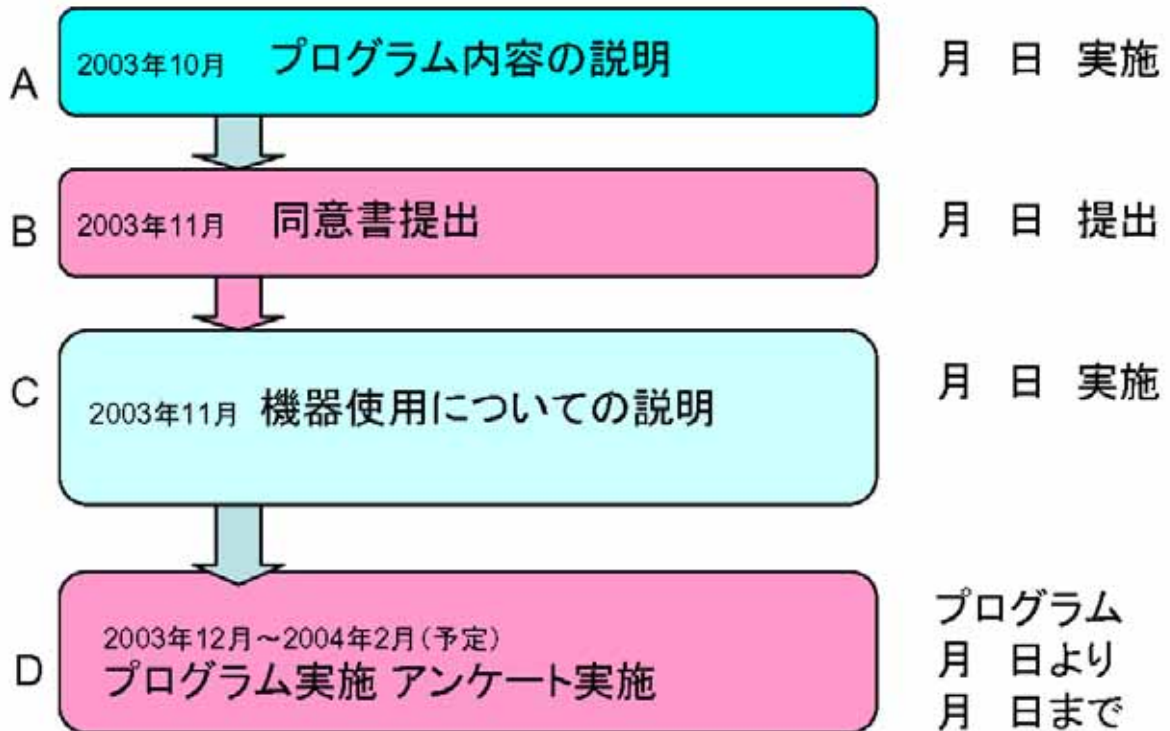 A
2003年10月 プログラム内容の説明
月 日 実施
B
2003年11月 同意書提出
月 日 提出
C
2003年11月 機器使用についての説明
月 日 実施
D
2003年12月～2004年2月(予定)
プログラム実施 アンケート実施
プログラム
月 日より
月 日まで